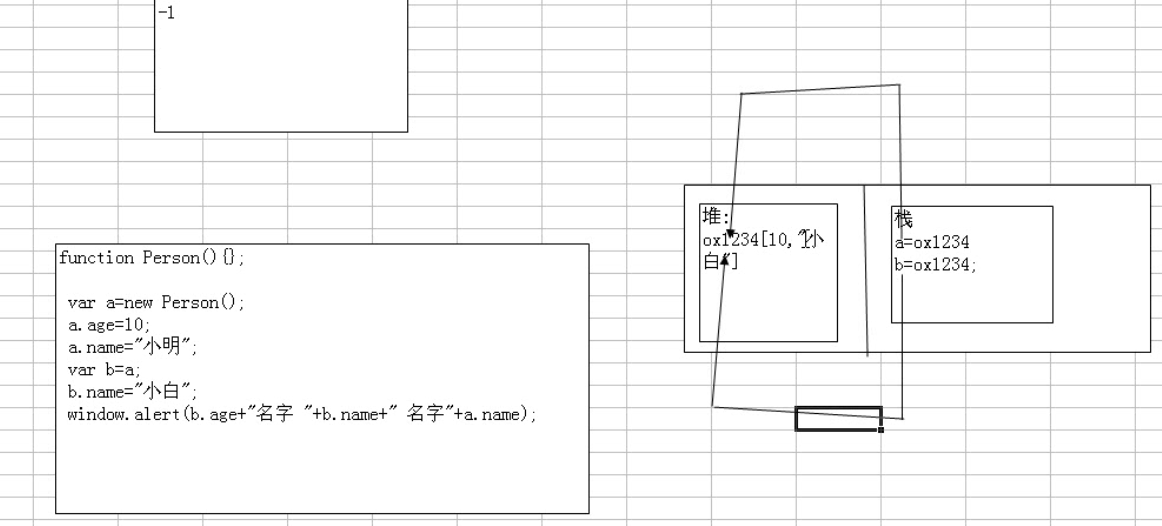 -1
function Person(){};
var a=new Person();
a.age=10;
a.name="小明";
var b=a;
b.name="小白";
window.alert(b.age+"名字 "+b.name+" 名字"+a.name);
堆:
ox1234[10,"小
白"]
栈
a=ox1234
b=ox1234;